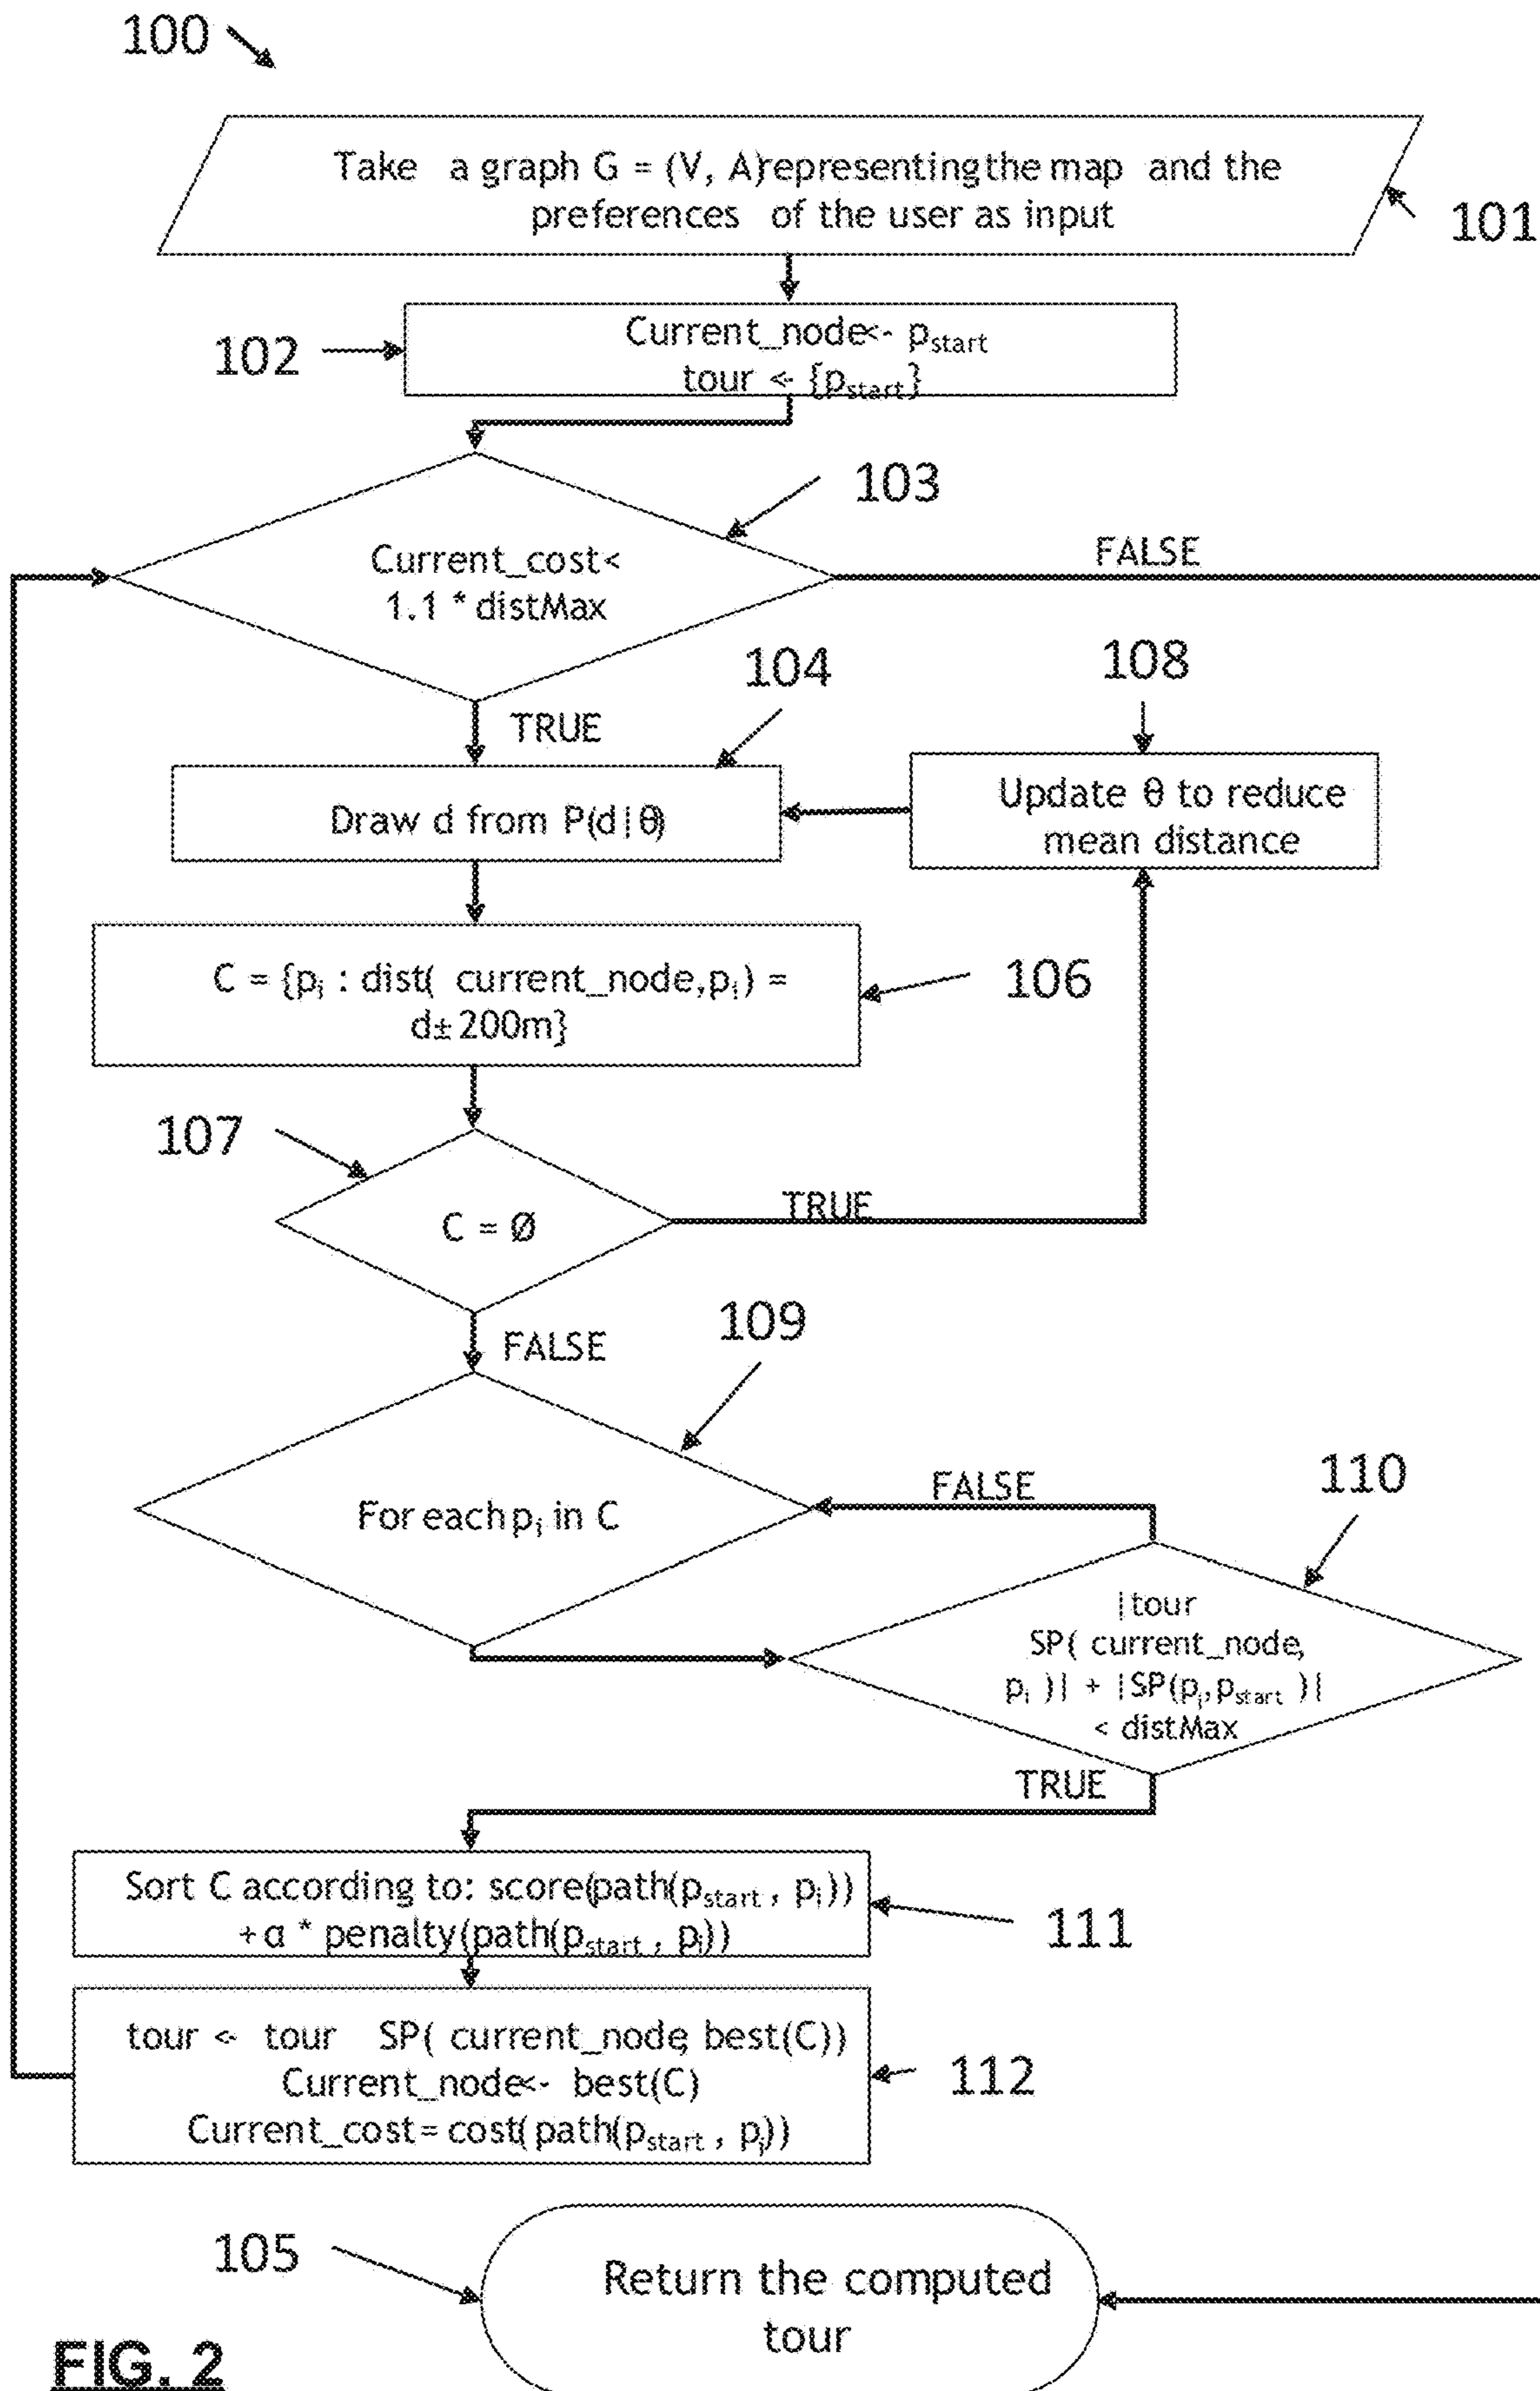 100
Take a graph G = (V, A)representingthe map and the
preferences of the user as input
101
102
Current_node<- pstart
tour <- {pstart}
103
Current_cost<
1.1 * distMax
FALSE
TRUE
104
108
Draw d from P(d|θ)
Update θ to reduce
mean distance
C = {pi : dist( current_node,pi) =
d±200m}
106
107
C = Ø
TRUE
FALSE
109
For each pi in C
FALSE
110
|tour
SP( current_node,
pi )| + |SP(pi,pstart )|
< distMax
TRUE
Sort C according to: score(path(pstart , pi))
+α * penalty(path(pstart , pi))
111
tour <- tour SP( current_node, best(C))
Current_node<- best(C)
Current_cost= cost(path(pstart , pi))
112
105
Return the computed
tour
FIG. 2